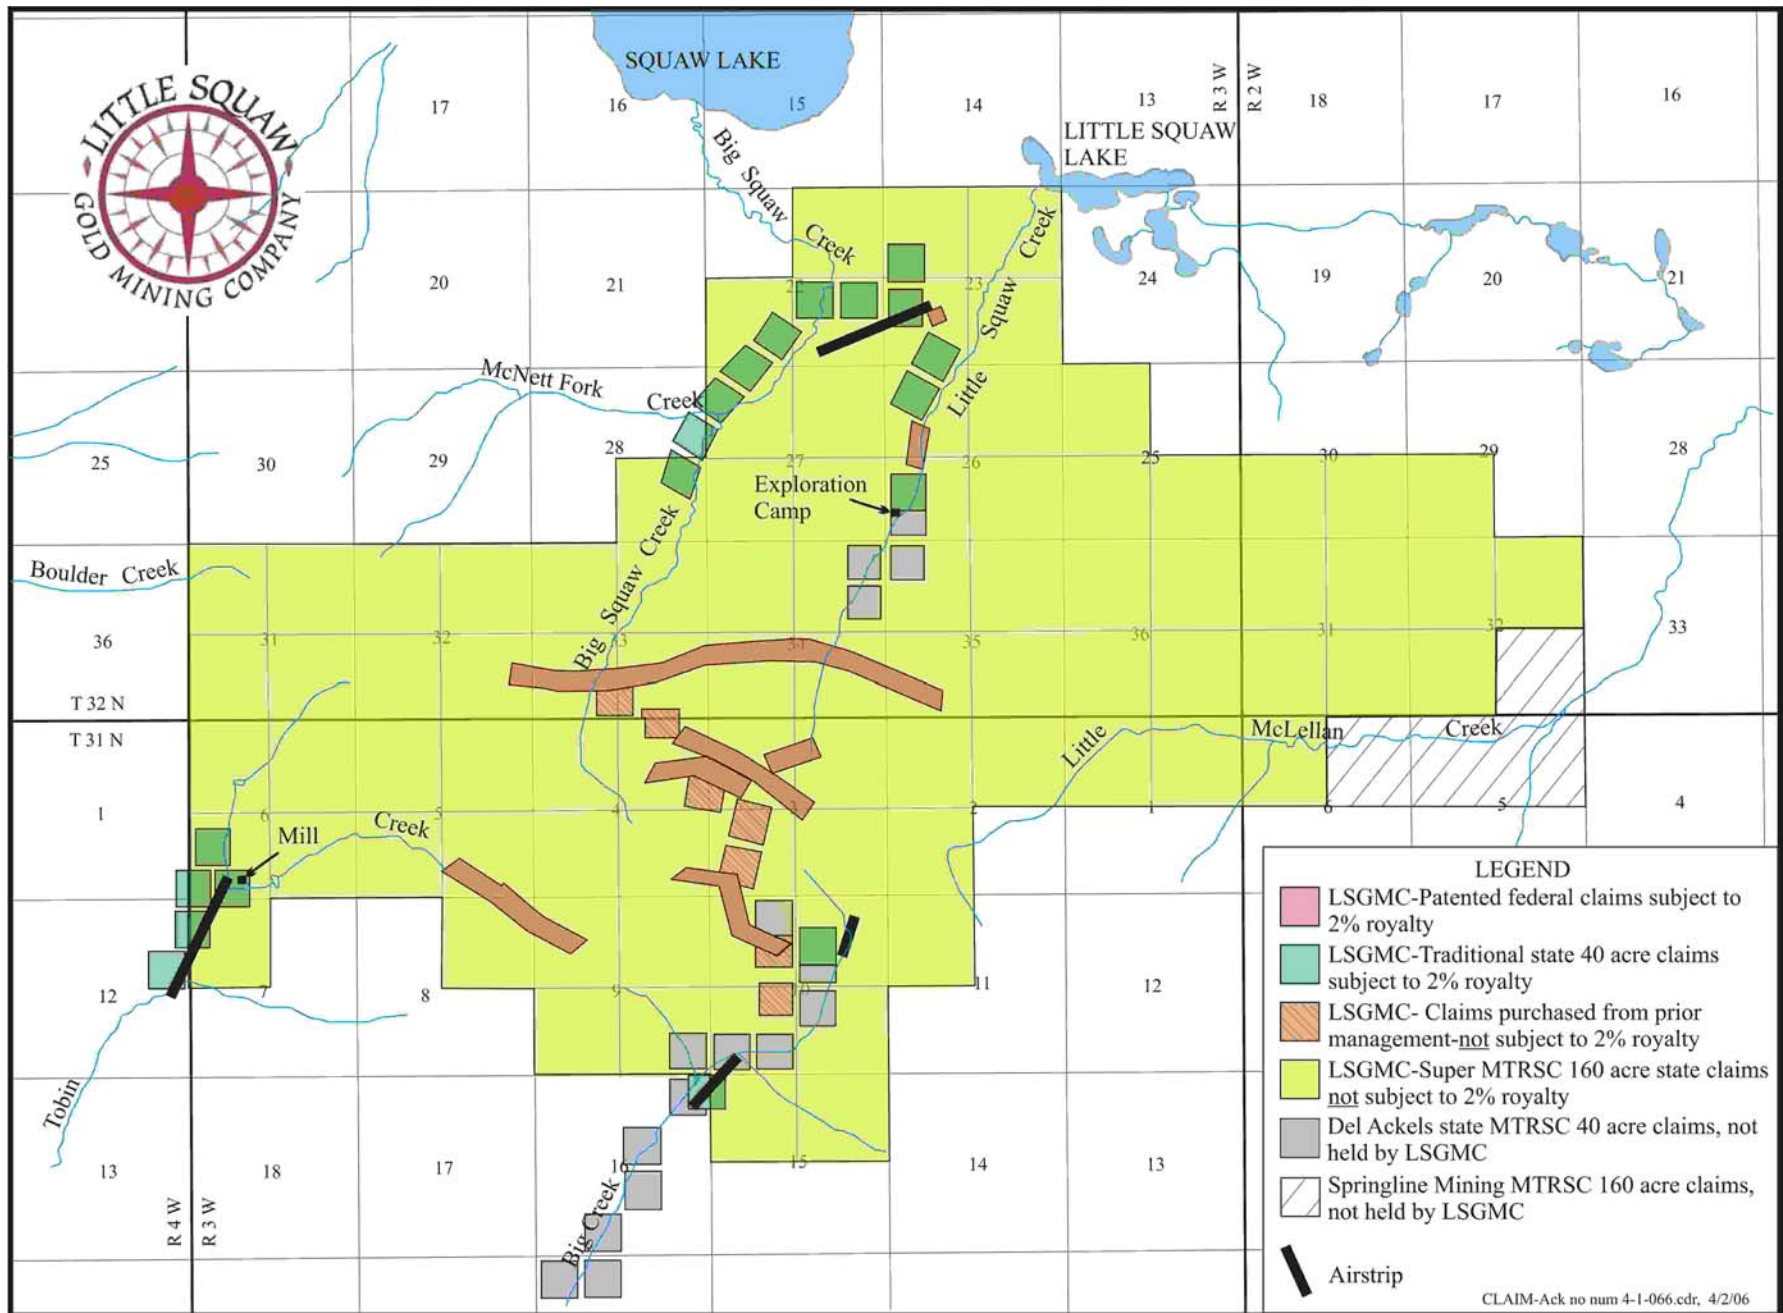 LITTLE SQUAW
GOLD MINING COMPANY
SQUAW LAKE
LITTLE SQUAW
LAKE
R 3 W
R 2 W
17
16
15
14
13
18
17
16
Big Squaw
Creek
Little Squaw Creek
20
21
22
23
24
19
20
21
McNett Fork
Creek
25
30
29
28
27
26
25
30
29
28
Exploration
Camp
Big Squaw Creek
Boulder Creek
36
31
32
33
34
35
36
31
32
33
T 32 N
T 31 N
Little
McLellan
Creek
1
6
5
4
3
2
1
6
5
4
Mill
Creek
12
7
8
9
10
11
12
Tobin
13
18
17
16
15
14
13
R 4 W
R 3 W
Big Creek
LEGEND
LSGMC-Patented federal claims subject to
2% royalty
LSGMC-Traditional state 40 acre claims
subject to 2% royalty
LSGMC- Claims purchased from prior
management-not subject to 2% royalty
LSGMC-Super MTRSC 160 acre state claims
not subject to 2% royalty
Del Ackels state MTRSC 40 acre claims, not
held by LSGMC
Springline Mining MTRSC 160 acre claims,
not held by LSGMC
Airstrip
CLAIM-Ack no num 4-1-066.cdr, 4/2/06